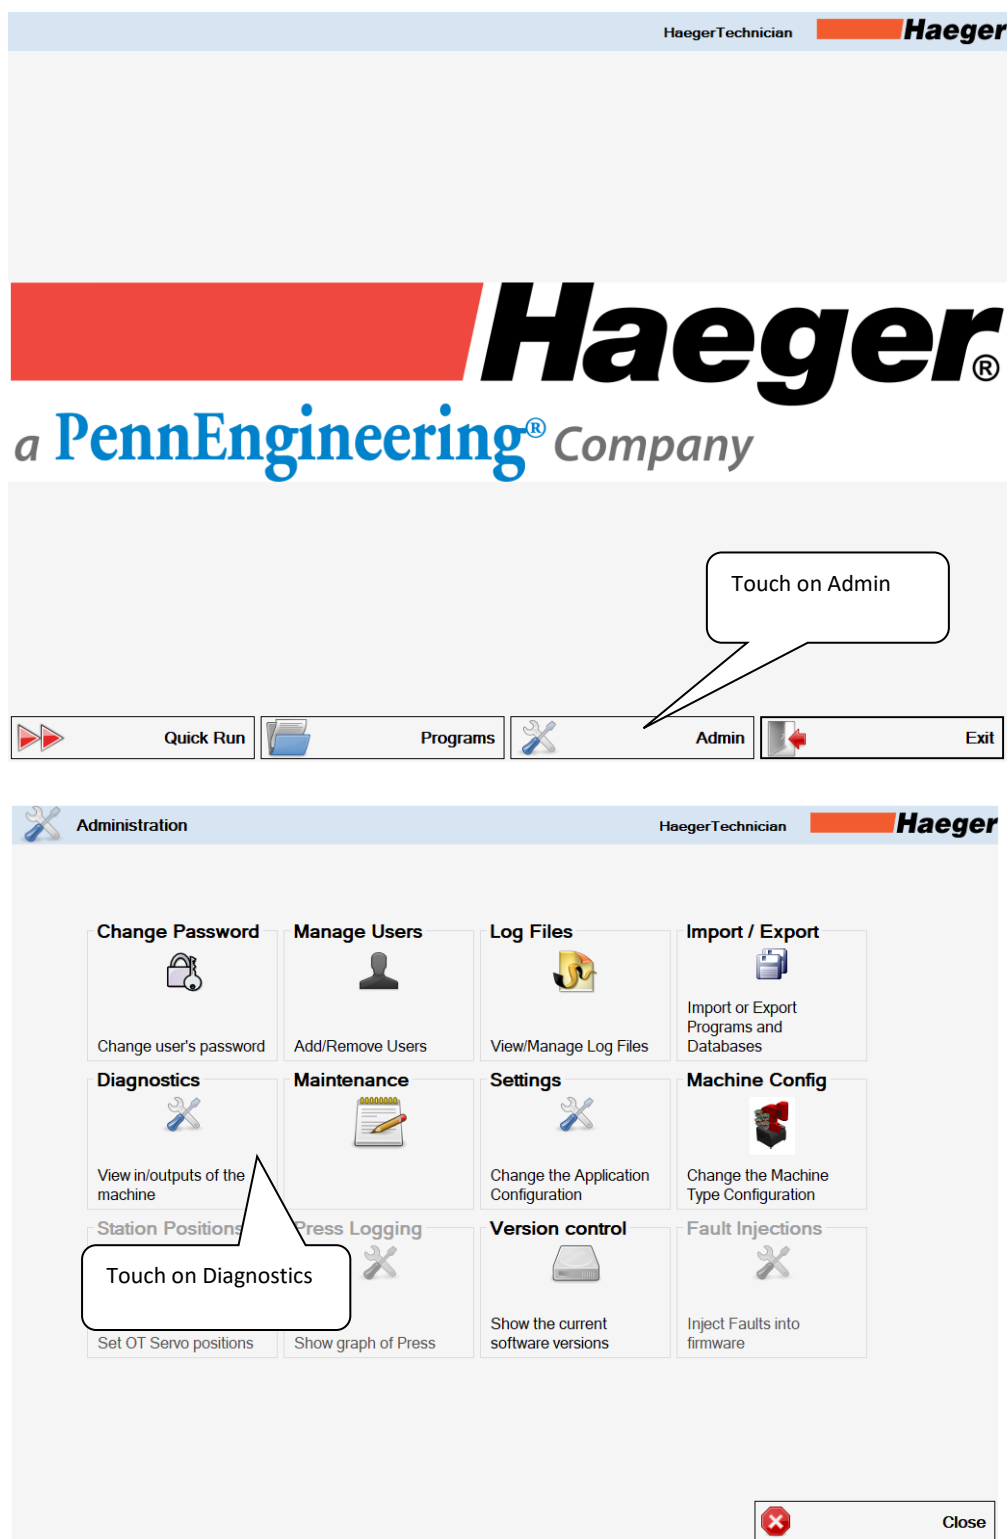 HaegerTechnician Haeger
Haeger®
a PennEngineering® Company
Touch on Admin
Quick Run Programs Admin Exit
Administration HaegerTechnician Haeger
Change Password Manage Users Log Files Import / Export
Import or Export
Programs and
Change user's password Add/Remove Users View/Manage Log Files Databases
Diagnostics Maintenance Settings Machine Config
View in/outputs of the Change the Application Change the Machine
machine Configuration Type Configuration
Station Positions Press Logging Version control Fault Injections
Touch on Diagnostics
Show the current Inject Faults into
Set OT Servo positions Show graph of Press software versions firmware
Close